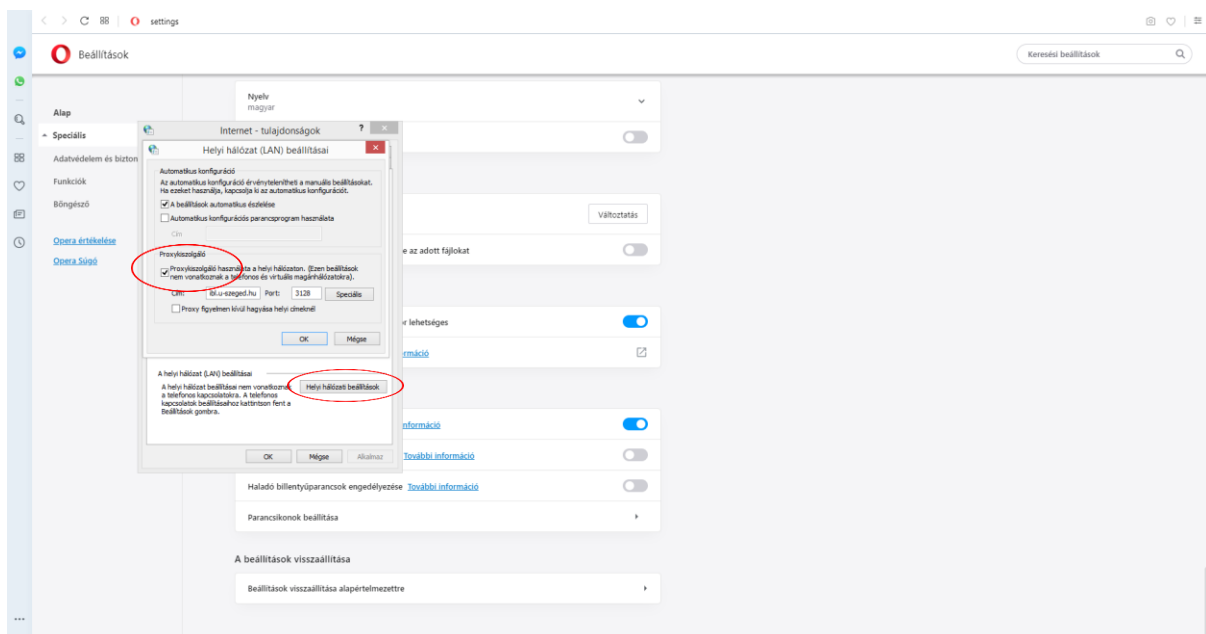 settings
Beállítások
Keresési beállítások
Alap
Speciális
Adatvédelem és bizton
Funkciók
Böngésző
Opera értékelése
Opera Súgó
Nyelv
magyar
Internet - tulajdonságok ?
Helyi hálózat (LAN) beállításai
Automatikus konfiguráció
Az automatikus konfiguráció érvénytelenítheti a manuális beállításokat.
Ha ezeket használja, kapcsolja ki az automatikus konfigurációt.
A beállítások automatikus észlelése
Automatikus konfigurációs parancsprogram használata
Cím
Proxykiszolgáló
Proxykiszolgáló használata a helyi hálózaton. (Ezen beállítások
nem vonatkoznak a telefonos és virtuális magánhálózatokra).
Cím: ibl.u-szeged.hu Port: 3128 Speciális
Proxy figyelmen kívül hagyása helyi címeknél
OK Mégse
A helyi hálózat (LAN) beállításai
A helyi hálózat beállításai nem vonatkoznak
a telefonos kapcsolatokra. A telefonos
kapcsolatok beállításaihoz kattintson fent a
Beállítások gombra.
Helyi hálózati beállítások
OK Mégse Alkalmaz
Változtatás
e az adott fájlokat
r lehetséges
rmáció
nformáció
További információ
Haladó billentyűparancsok engedélyezése További információ
Parancsikonok beállítása
A beállítások visszaállítása
Beállítások visszaállítása alapértelmezettre